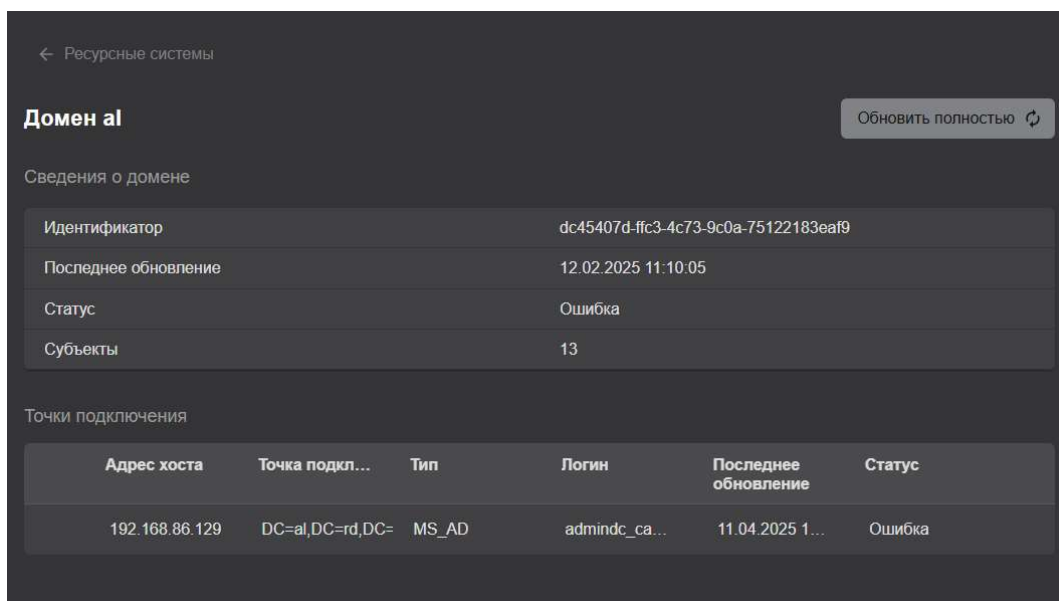 ← Ресурсные системы
Домен al
Обновить полностью
Сведения о домене
Идентификатор dc45407d-ffc3-4c73-9c0a-75122183eaf9
Последнее обновление 12.02.2025 11:10:05
Статус Ошибка
Субъекты 13
Точки подключения
Адрес хоста Точка подкл... Тип Логин Последнее обновление Статус
192.168.86.129 DC=al,DC=rd,DC= MS_AD admindc_ca... 11.04.2025 1... Ошибка